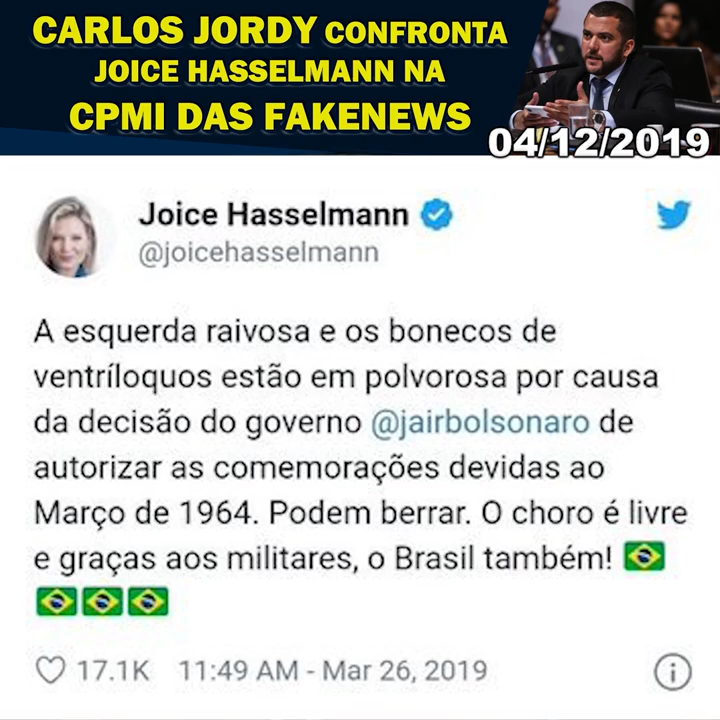 CARLOS JORDY CONFRONTA
JOICE HASSELMANN NA
CPMI DAS FAKENEWS
04/12/2019
Joice Hasselmann
@joicehasselmann
A esquerda raivosa e os bonecos de
ventríloquos estão em polvorosa por causa
da decisão do governo @jairbolsonaro de
autorizar as comemorações devidas ao
Março de 1964. Podem berrar. O choro é livre
e graças aos militares, o Brasil também! 🇧🇷
🇧🇷🇧🇷🇧🇷
17.1K 11:49 AM - Mar 26, 2019